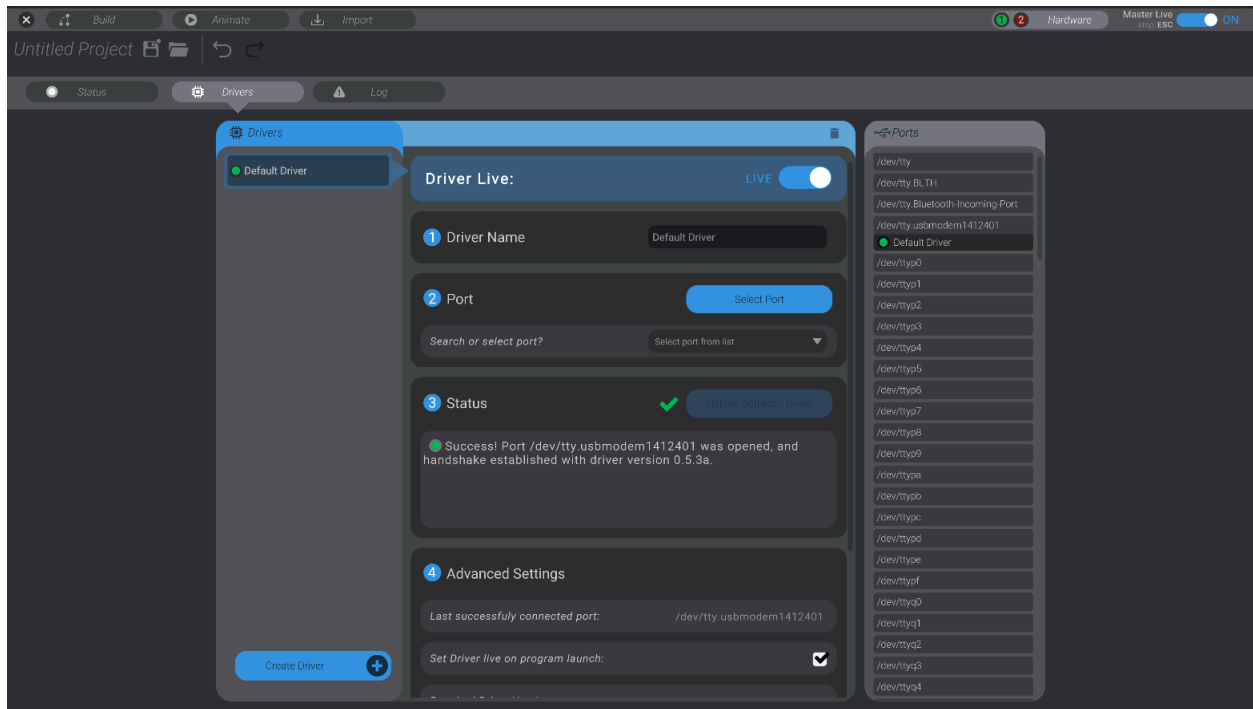 Build
Animate
Import
1 2 Hardware
Master Live
stop: ESC
ON
Untitled Project
Status
Drivers
Log
Drivers
Default Driver
Create Driver
Driver Live:
LIVE
1 Driver Name
Default Driver
2 Port
Select Port
Search or select port?
Select port from list
3 Status
Upload Bottango Driver
Success! Port /dev/tty.usbmodem1412401 was opened, and
handshake established with driver version 0.5.3a.
4 Advanced Settings
Last successfuly connected port:
/dev/tty.usbmodem1412401
Set Driver live on program launch:
Ports
/dev/tty
/dev/tty.BLTH
/dev/tty.Bluetooth-Incoming-Port
/dev/tty.usbmodem1412401
Default Driver
/dev/ttyp0
/dev/ttyp1
/dev/ttyp2
/dev/ttyp3
/dev/ttyp4
/dev/ttyp5
/dev/ttyp6
/dev/ttyp7
/dev/ttyp8
/dev/ttyp9
/dev/ttypa
/dev/ttypb
/dev/ttypc
/dev/ttypd
/dev/ttype
/dev/ttypf
/dev/ttyq0
/dev/ttyq1
/dev/ttyq2
/dev/ttyq3
/dev/ttyq4